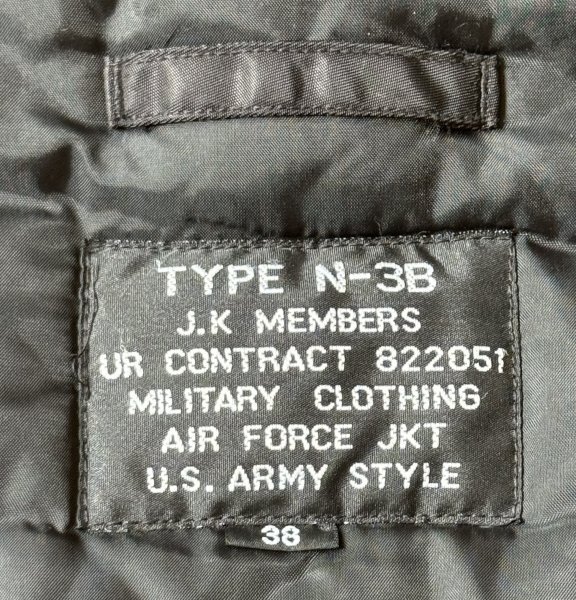 TYPE N-3B
J.K MEMBERS
UR CONTRACT 822051
MILITARY CLOTHING
AIR FORCE JKT
U.S. ARMY STYLE
38